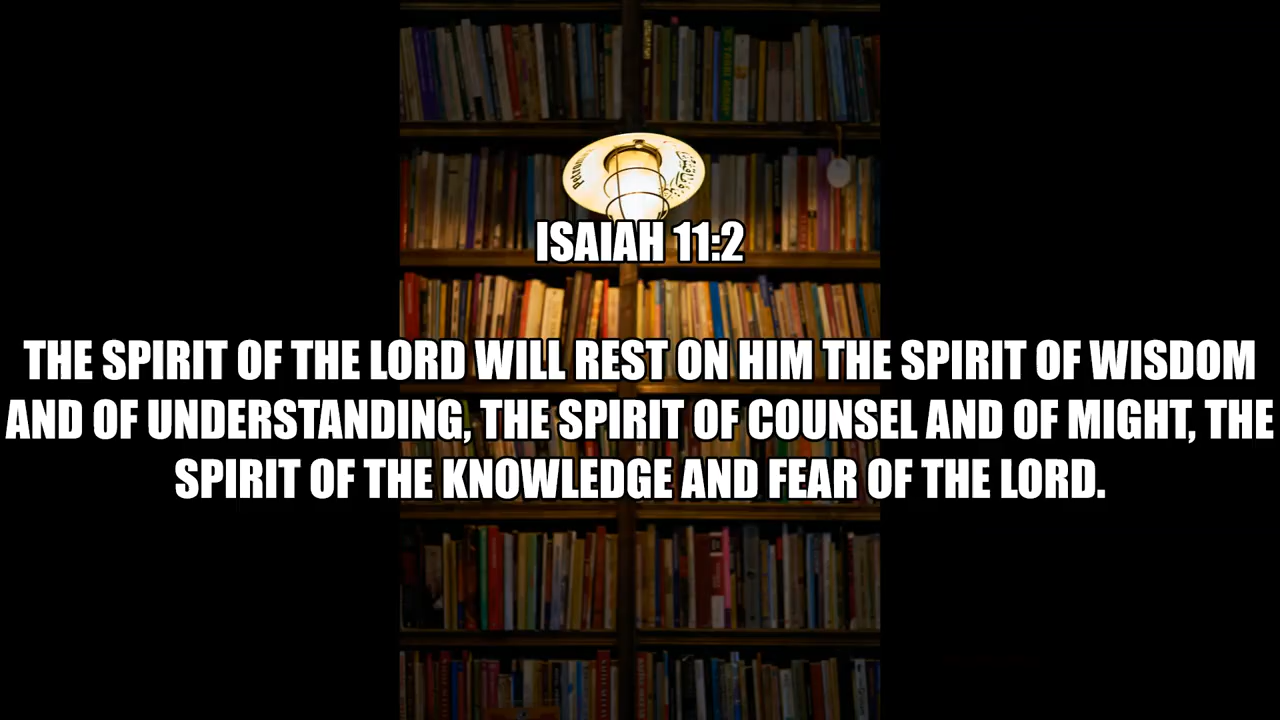 Petromax
ISAIAH 11:2
THE SPIRIT OF THE LORD WILL REST ON HIM THE SPIRIT OF WISDOM
AND OF UNDERSTANDING, THE SPIRIT OF COUNSEL AND OF MIGHT, THE
SPIRIT OF THE KNOWLEDGE AND FEAR OF THE LORD.